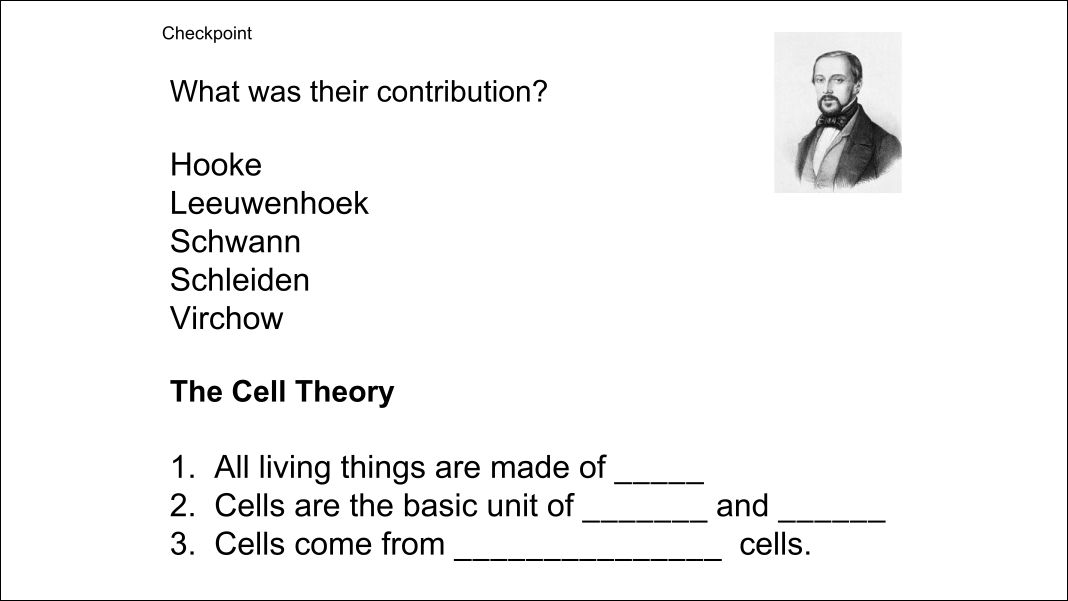 Checkpoint
What was their contribution?
Hooke
Leeuwenhoek
Schwann
Schleiden
Virchow
The Cell Theory
1. All living things are made of _____
2. Cells are the basic unit of _______ and ______
3. Cells come from _______________ cells.